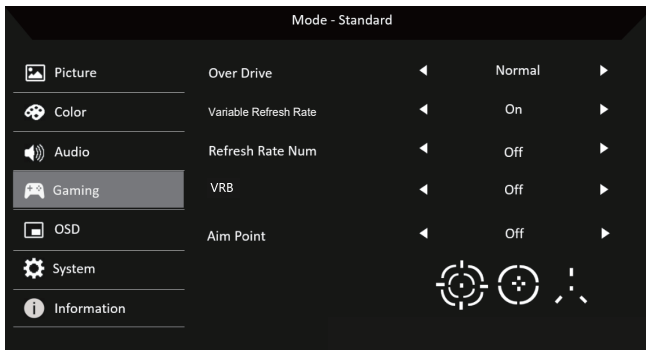 Mode - Standard
Picture
Over Drive Normal
Color
Variable Refresh Rate On
Audio
Refresh Rate Num Off
Gaming
VRB Off
OSD
Aim Point Off
System
Information